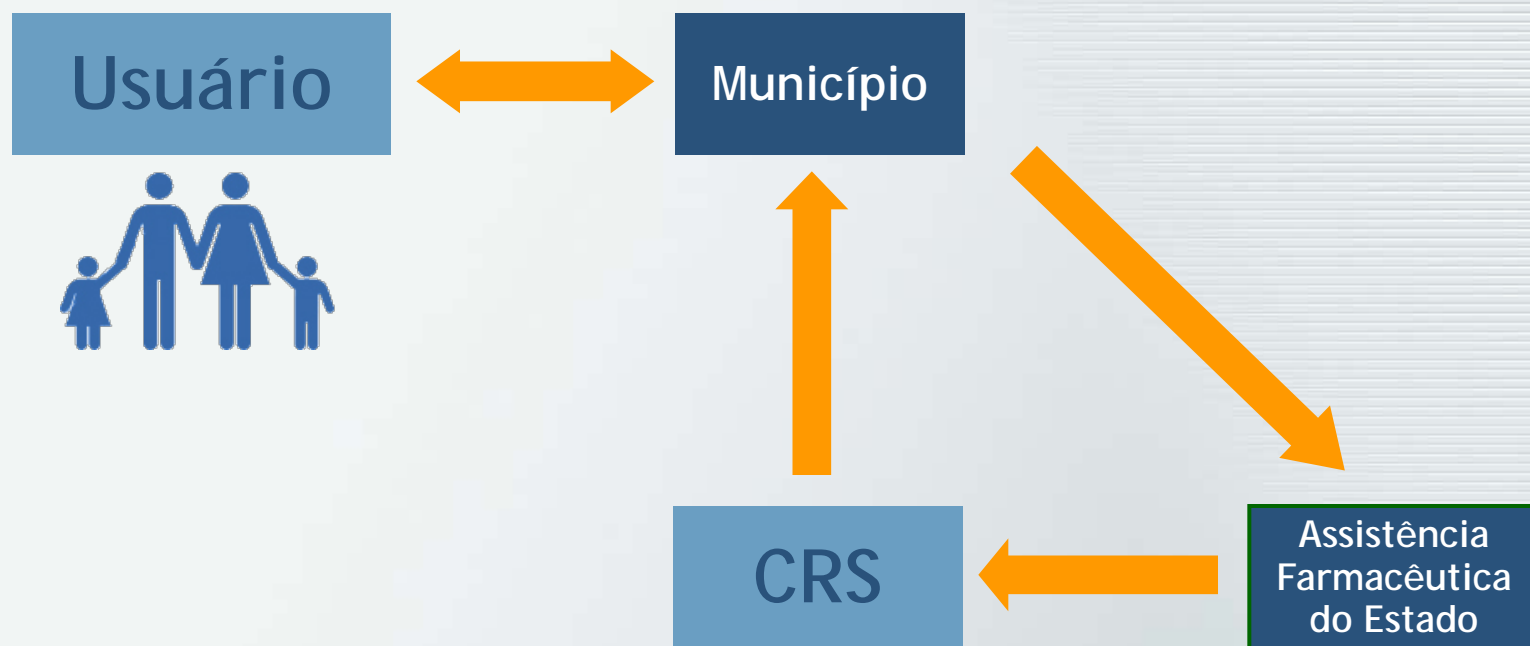 Usuário
Município
CRS
Assistência
Farmacêutica
do Estado